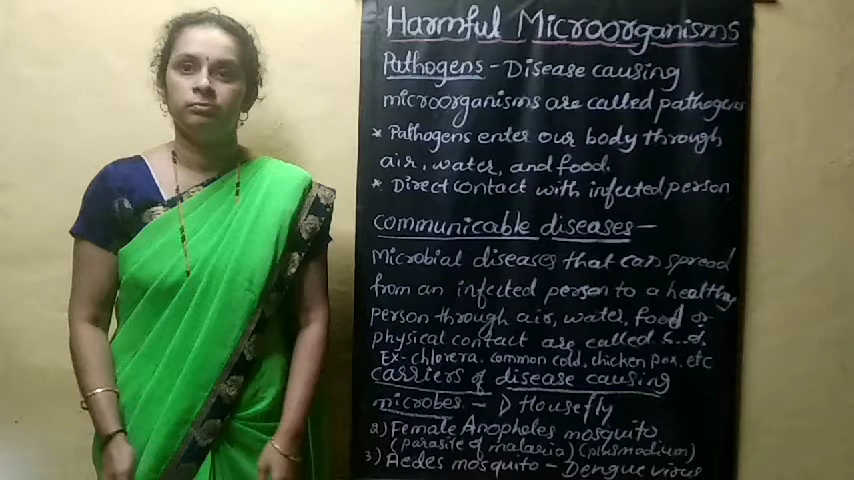 Harmful Microorganisms
Pathogens - Disease causing
microorganisms are called pathogens
* Pathogens enter our body through
air, water, and food.
* Direct contact with infected person
communicable diseases -
Microbial diseases that can spread
from an infected person to a healthy
person through air, water, food or
physical contact are called
Ex- chlorera. common cold, chicken pox. etc
carriers of disease causing
microbes. - 1) Housefly
2) Female Anopheles mosquito
(parasite of malaria) (plasmodium)
3) Aedes mosquito - Dengue virus